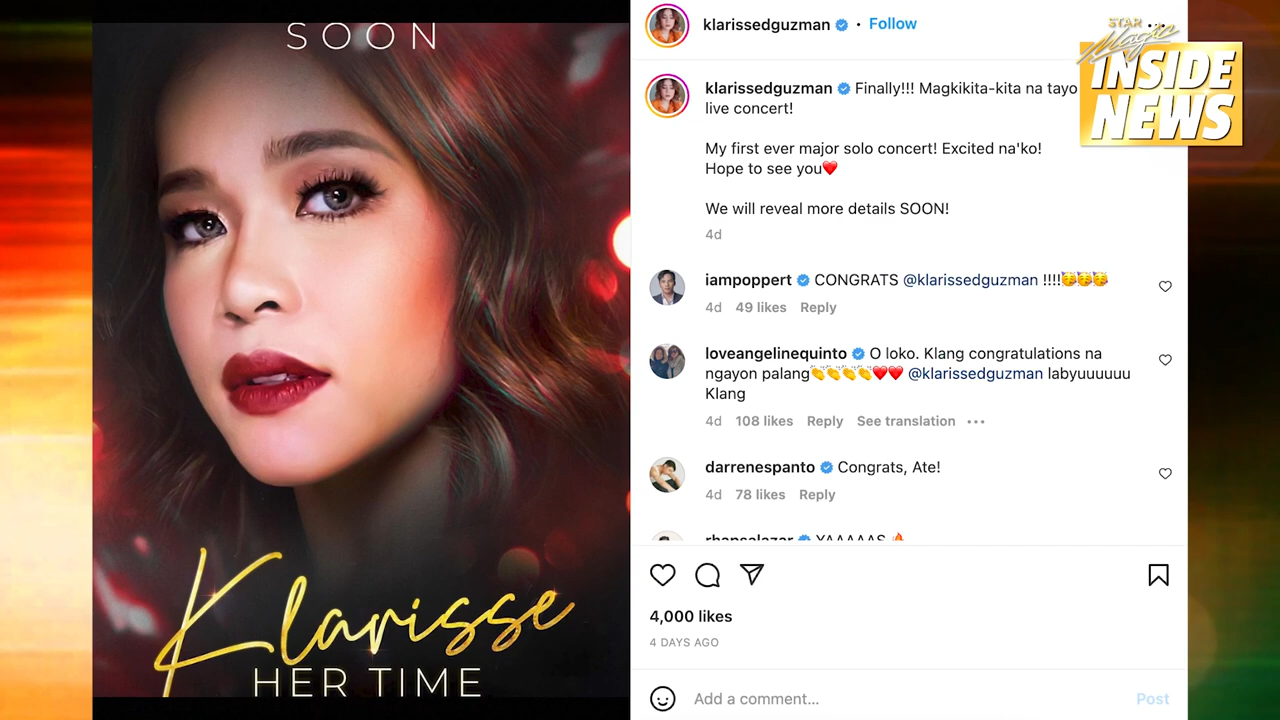 SOON
Klarisse
HER TIME
klarissedguzman • Follow
STAR
Magic
INSIDE
NEWS
klarissedguzman Finally!!! Magkikita-kita na tayo
live concert!
My first ever major solo concert! Excited na'ko!
Hope to see you❤️
We will reveal more details SOON!
4d
iampoppert CONGRATS @klarissedguzman !!!!🥳🥳🥳
4d 49 likes Reply
loveangelinequinto O loko. Klang congratulations na
ngayon palang👏👏👏👏❤️❤️ @klarissedguzman labyuuuuuu
Klang
4d 108 likes Reply See translation •••
darrenespanto Congrats, Ate!
4d 78 likes Reply
rhapsalazar YAAAAAS 🔥
4,000 likes
4 DAYS AGO
Add a comment... Post